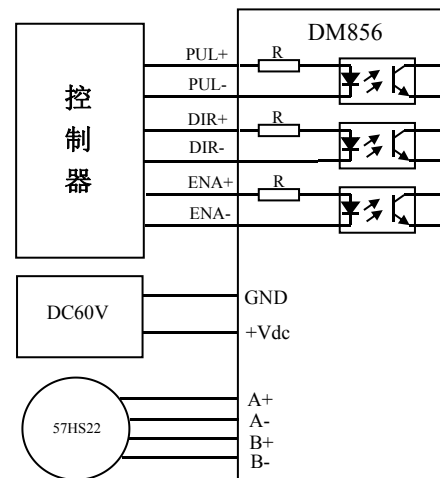 DM856
PUL+ R
PUL-
DIR+ R
DIR-
ENA+ R
ENA-
控
制
器
DC60V
GND
+Vdc
57HS22
A+
A-
B+
B-